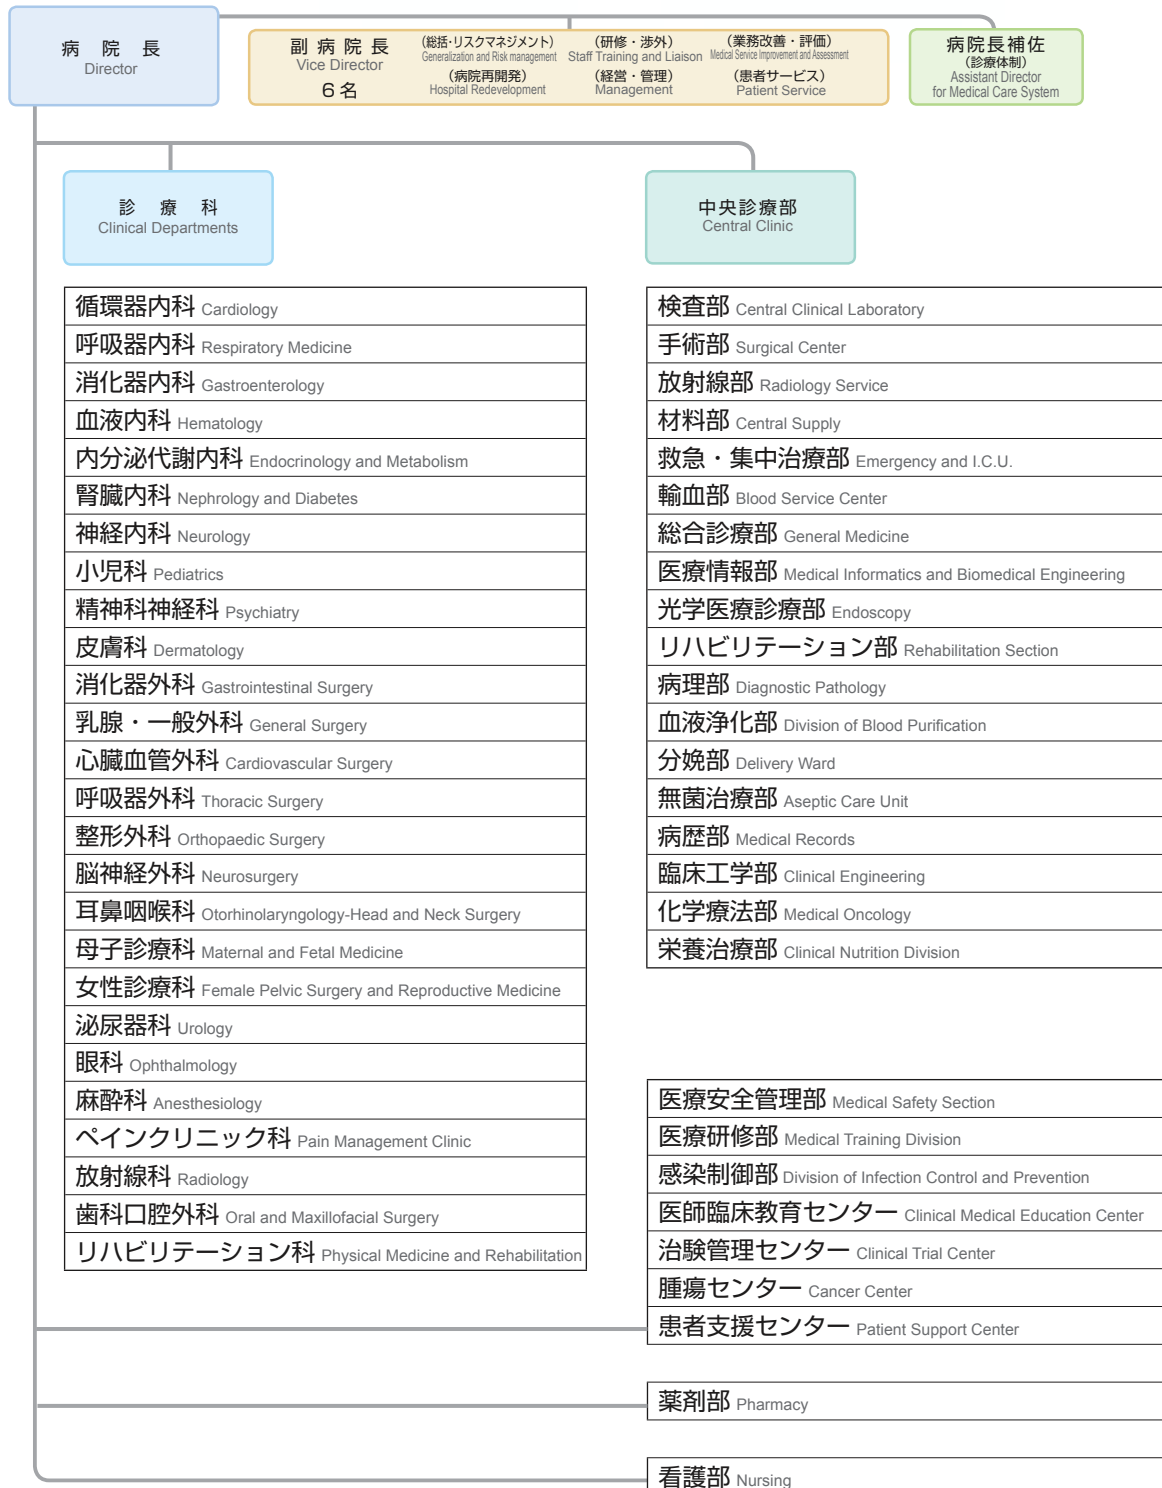 病 院 長
Director
副 病 院 長
Vice Director
6 名
（総括・リスクマネジメント）
Generalization and Risk management
（研修・渉外）
Staff Training and Liaison
（業務改善・評価）
Medical Service Improvement and Assessment
（病院再開発）
Hospital Redevelopment
（経営・管理）
Management
（患者サービス）
Patient Service
病院長補佐
（診療体制）
Assistant Director
for Medical Care System
診 療 科
Clinical Departments
循環器内科 Cardiology
呼吸器内科 Respiratory Medicine
消化器内科 Gastroenterology
血液内科 Hematology
内分泌代謝内科 Endocrinology and Metabolism
腎臓内科 Nephrology and Diabetes
神経内科 Neurology
小児科 Pediatrics
精神科神経科 Psychiatry
皮膚科 Dermatology
消化器外科 Gastrointestinal Surgery
乳腺・一般外科 General Surgery
心臓血管外科 Cardiovascular Surgery
呼吸器外科 Thoracic Surgery
整形外科 Orthopaedic Surgery
脳神経外科 Neurosurgery
耳鼻咽喉科 Otorhinolaryngology-Head and Neck Surgery
母子診療科 Maternal and Fetal Medicine
女性診療科 Female Pelvic Surgery and Reproductive Medicine
泌尿器科 Urology
眼科 Ophthalmology
麻酔科 Anesthesiology
ペインクリニック科 Pain Management Clinic
放射線科 Radiology
歯科口腔外科 Oral and Maxillofacial Surgery
リハビリテーション科 Physical Medicine and Rehabilitation
中央診療部
Central Clinic
検査部 Central Clinical Laboratory
手術部 Surgical Center
放射線部 Radiology Service
材料部 Central Supply
救急・集中治療部 Emergency and I.C.U.
輸血部 Blood Service Center
総合診療部 General Medicine
医療情報部 Medical Informatics and Biomedical Engineering
光学医療診療部 Endoscopy
リハビリテーション部 Rehabilitation Section
病理部 Diagnostic Pathology
血液浄化部 Division of Blood Purification
分娩部 Delivery Ward
無菌治療部 Aseptic Care Unit
病歴部 Medical Records
臨床工学部 Clinical Engineering
化学療法部 Medical Oncology
栄養治療部 Clinical Nutrition Division
医療安全管理部 Medical Safety Section
医療研修部 Medical Training Division
感染制御部 Division of Infection Control and Prevention
医師臨床教育センター Clinical Medical Education Center
治験管理センター Clinical Trial Center
腫瘍センター Cancer Center
患者支援センター Patient Support Center
薬剤部 Pharmacy
看護部 Nursing